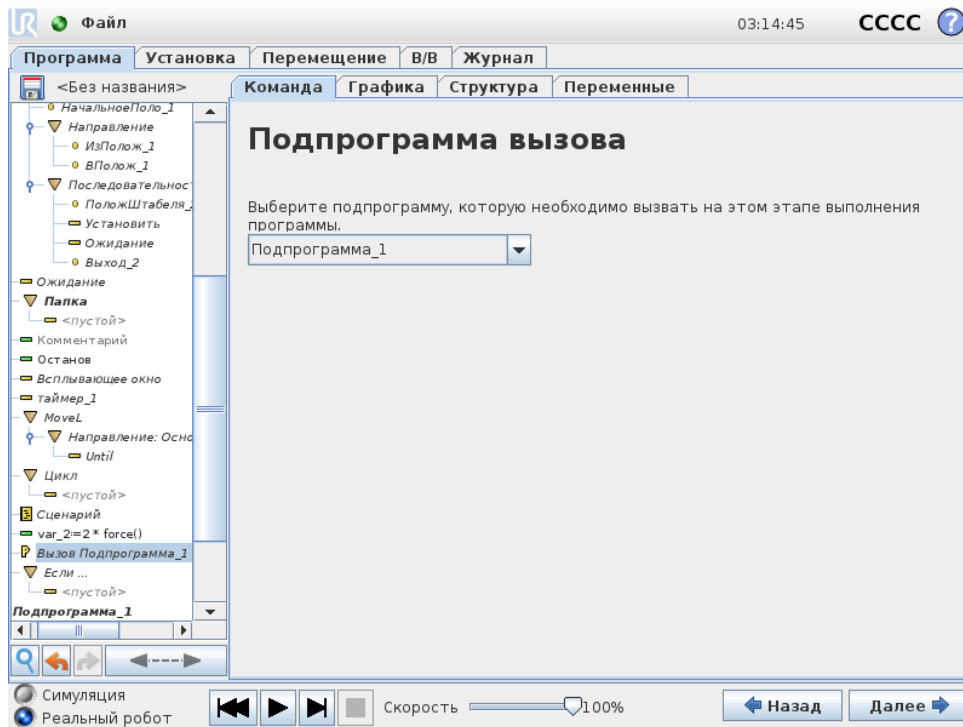 UR Файл 03:14:45 CCCC ?
Программа Установка Перемещение В/В Журнал
<Без названия> Команда Графика Структура Переменные
НачальноеПоло_1
Направление
ИзПолож_1
ВПолож_1
Последовательнос
ПоложШтабеля_
Установить
Ожидание
Выход_2
Ожидание
Папка
<пустой>
Комментарий
Останов
Всплывающее окно
таймер_1
MoveL
Направление: Осно
Until
Цикл
<пустой>
Сценарий
var_2:=2 * force()
P Вызов Подпрограмма_1
Если ...
<пустой>
Подпрограмма_1
Подпрограмма вызова
Выберите подпрограмму, которую необходимо вызвать на этом этапе выполнения
программы.
Подпрограмма_1
Симуляция
Реальный робот
Скорость 100%
Назад Далее